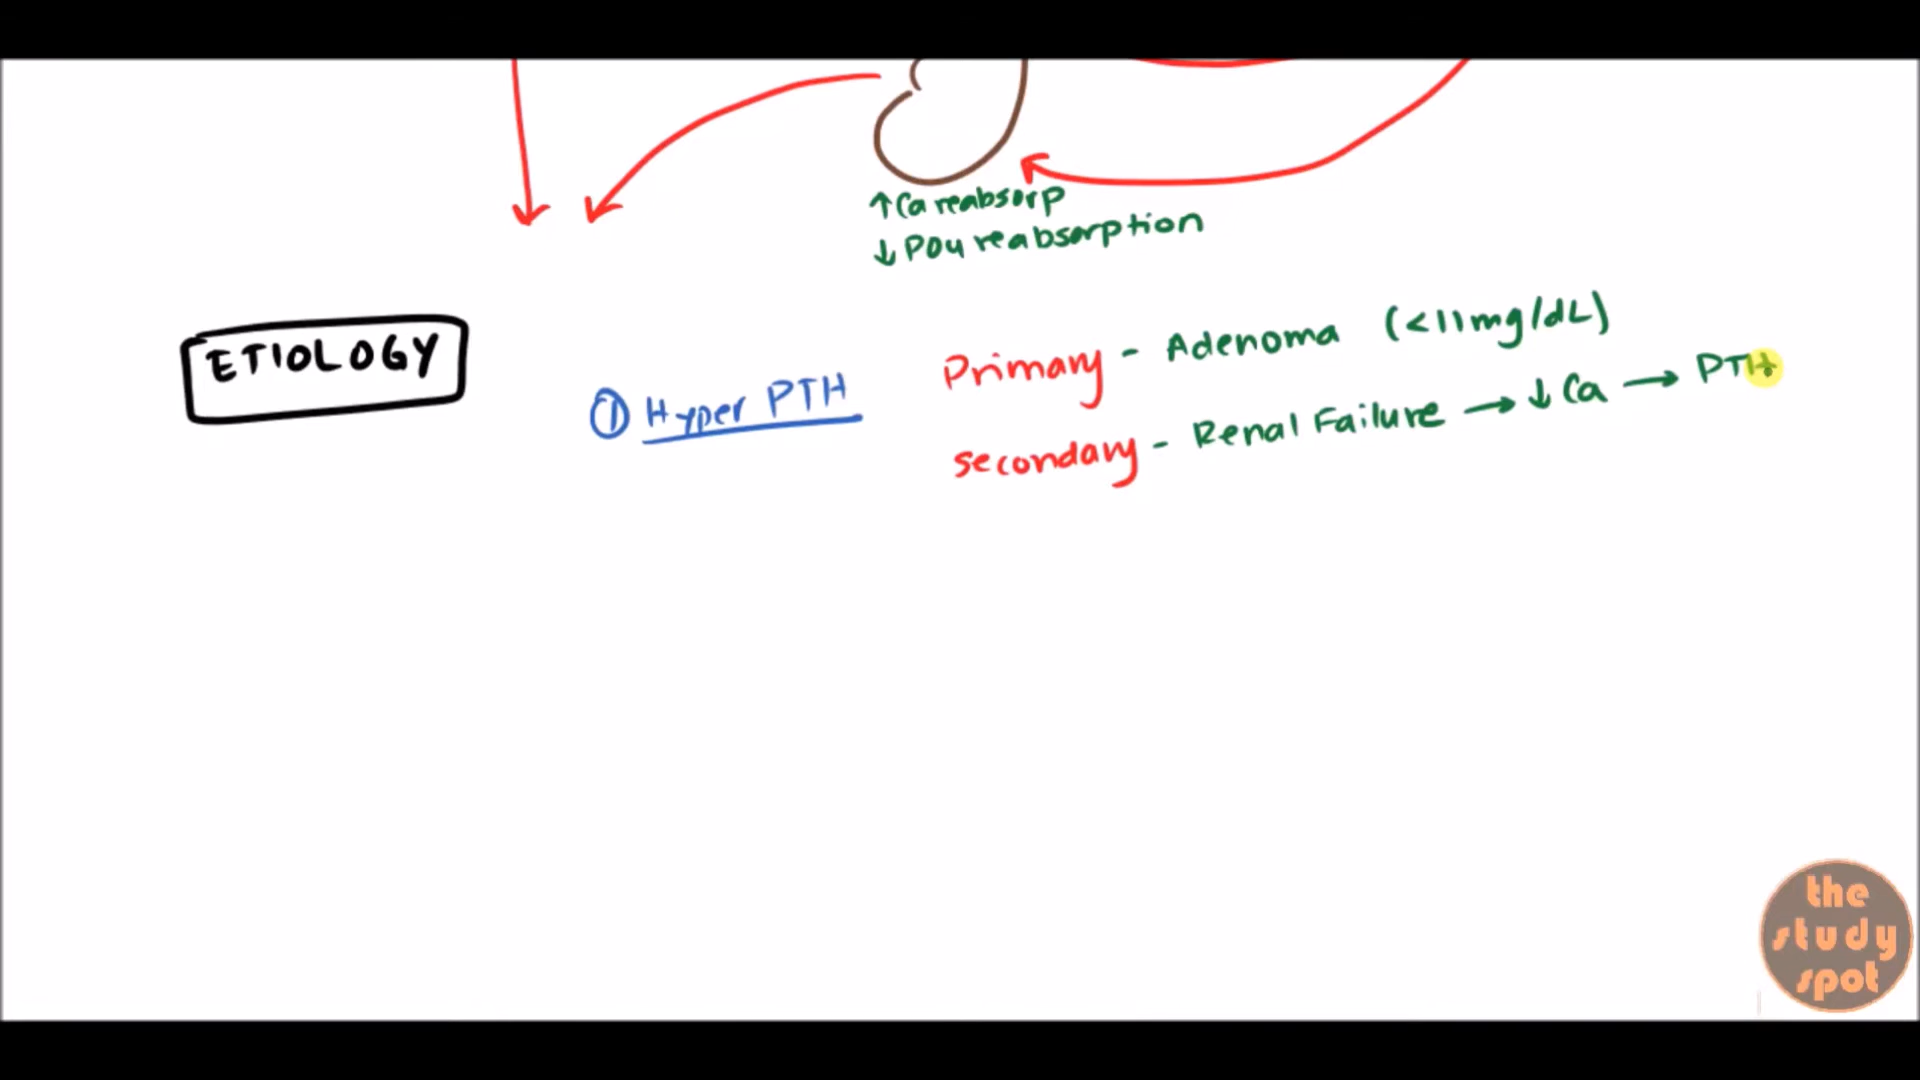 ↑Ca reabsorp
↓PO4 reabsorption
ETIOLOGY
① Hyper PTH
Primary - Adenoma (<11mg/dL)
secondary - Renal Failure → ↓Ca → PTH
the
study
spot